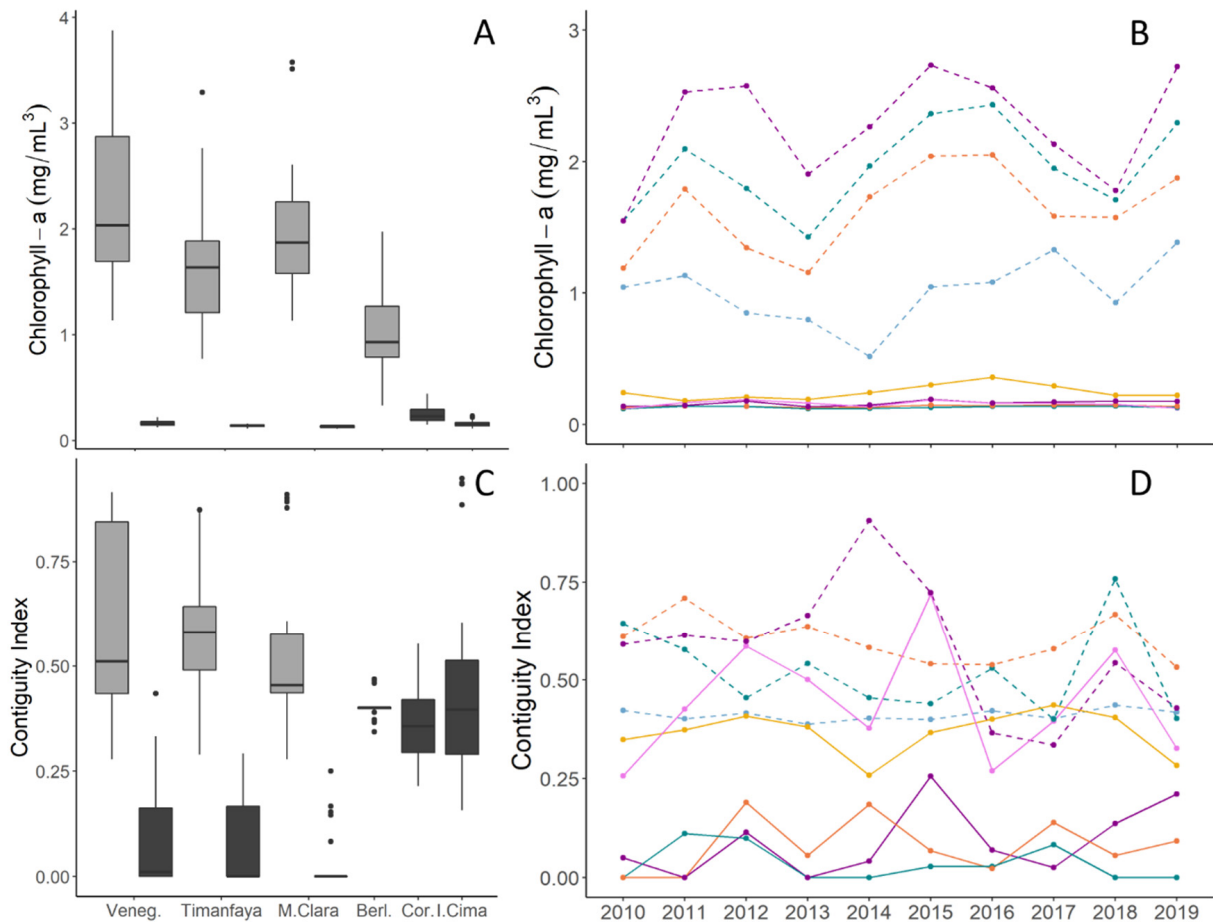 A
Chlorophyll – a (mg/mL³)
4
3
2
1
0
B
Chlorophyll – a (mg/mL³)
3
2
1
0
C
Contiguity Index
0.75
0.50
0.25
0.00
Veneg. Timanfaya M.Clara Berl. Cor. I.Cima
D
Contiguity Index
1.00
0.75
0.50
0.25
0.00
2010 2011 2012 2013 2014 2015 2016 2017 2018 2019